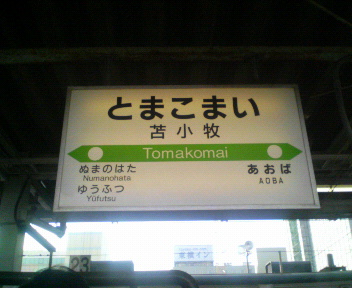 とまこまい
苫小牧
Tomakomai
ぬまのはた
Numanohata
ゆうふつ
Yūfutsu
あおば
AOBA
23